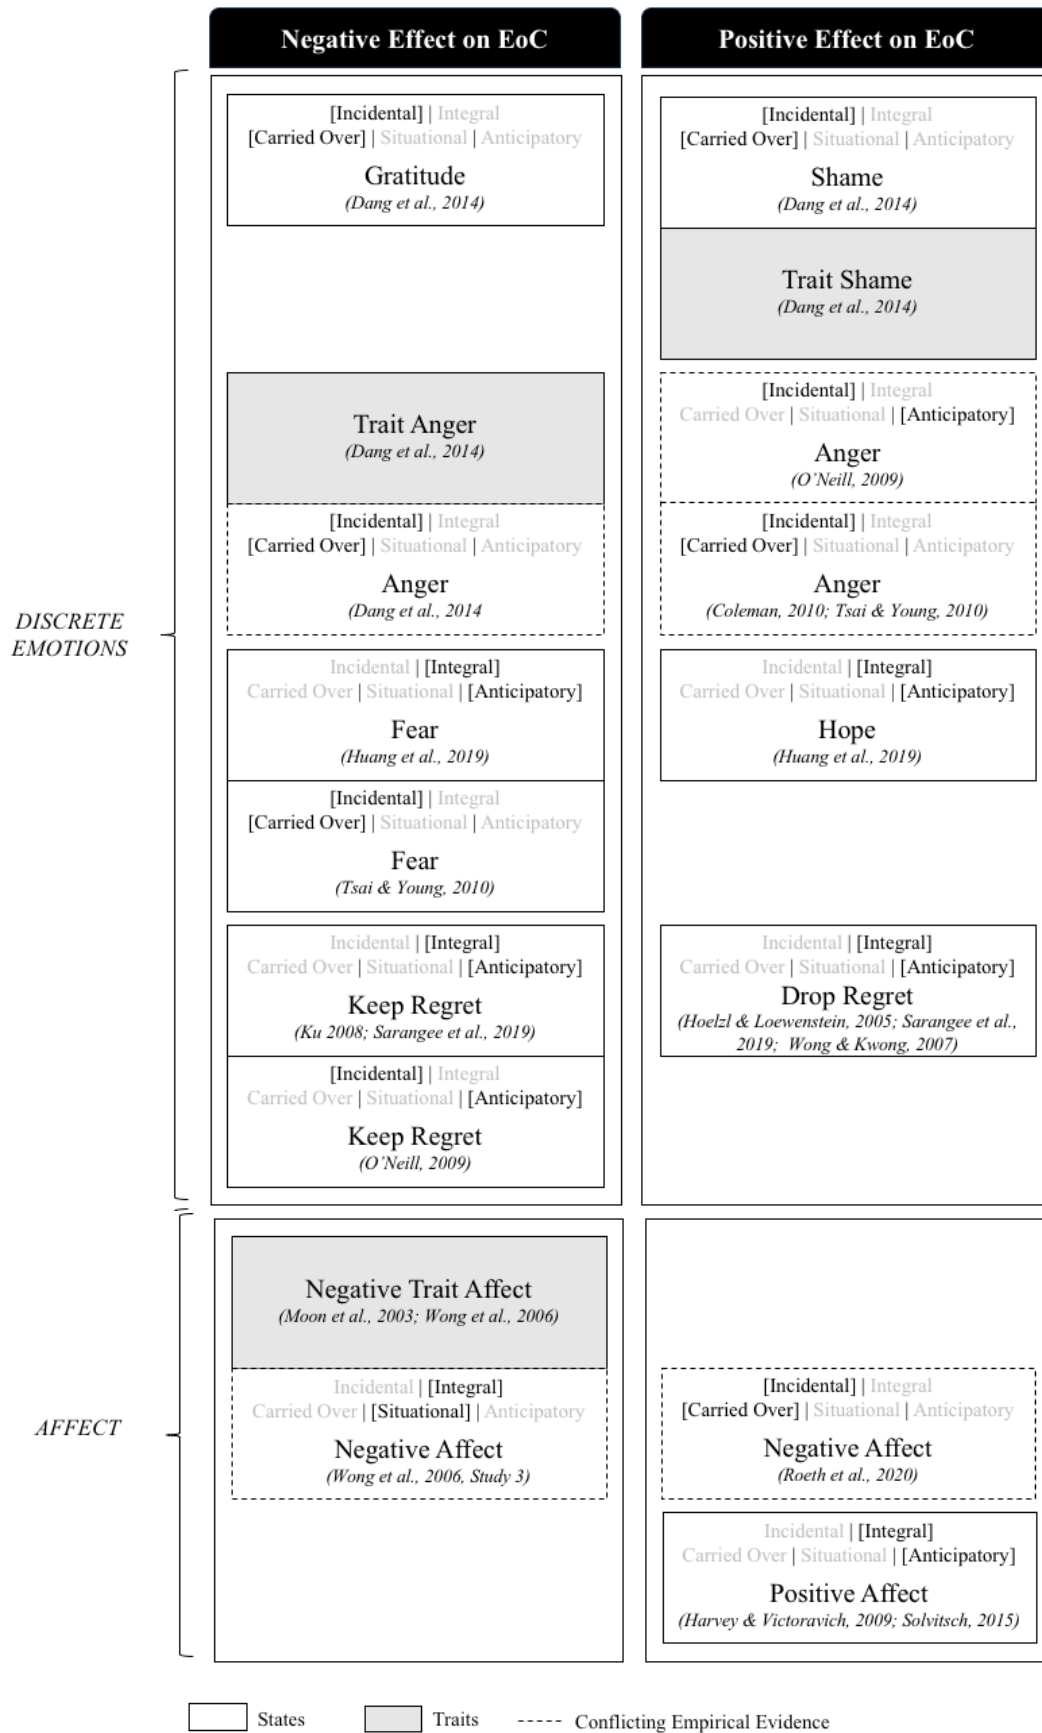 Negative Effect on EoC
Positive Effect on EoC
DISCRETE
EMOTIONS
[Incidental] | Integral
[Carried Over] | Situational | Anticipatory
Gratitude
(Dang et al., 2014)
Trait Anger
(Dang et al., 2014)
[Incidental] | Integral
[Carried Over] | Situational | Anticipatory
Anger
(Dang et al., 2014
Incidental | [Integral]
Carried Over | Situational | [Anticipatory]
Fear
(Huang et al., 2019)
[Incidental] | Integral
[Carried Over] | Situational | Anticipatory
Fear
(Tsai & Young, 2010)
Incidental | [Integral]
Carried Over | Situational | [Anticipatory]
Keep Regret
(Ku 2008; Sarangee et al., 2019)
[Incidental] | Integral
Carried Over | Situational | [Anticipatory]
Keep Regret
(O'Neill, 2009)
[Incidental] | Integral
[Carried Over] | Situational | Anticipatory
Shame
(Dang et al., 2014)
Trait Shame
(Dang et al., 2014)
[Incidental] | Integral
Carried Over | Situational | [Anticipatory]
Anger
(O'Neill, 2009)
[Incidental] | Integral
[Carried Over] | Situational | Anticipatory
Anger
(Coleman, 2010; Tsai & Young, 2010)
Incidental | [Integral]
Carried Over | Situational | [Anticipatory]
Hope
(Huang et al., 2019)
Incidental | [Integral]
Carried Over | Situational | [Anticipatory]
Drop Regret
(Hoelzl & Loewenstein, 2005; Sarangee et al.,
2019; Wong & Kwong, 2007)
AFFECT
Negative Trait Affect
(Moon et al., 2003; Wong et al., 2006)
Incidental | [Integral]
Carried Over | [Situational] | Anticipatory
Negative Affect
(Wong et al., 2006, Study 3)
[Incidental] | Integral
[Carried Over] | Situational | Anticipatory
Negative Affect
(Roeth et al., 2020)
Incidental | [Integral]
Carried Over | Situational | [Anticipatory]
Positive Affect
(Harvey & Victoravich, 2009; Solvitsch, 2015)
States
Traits
Conflicting Empirical Evidence